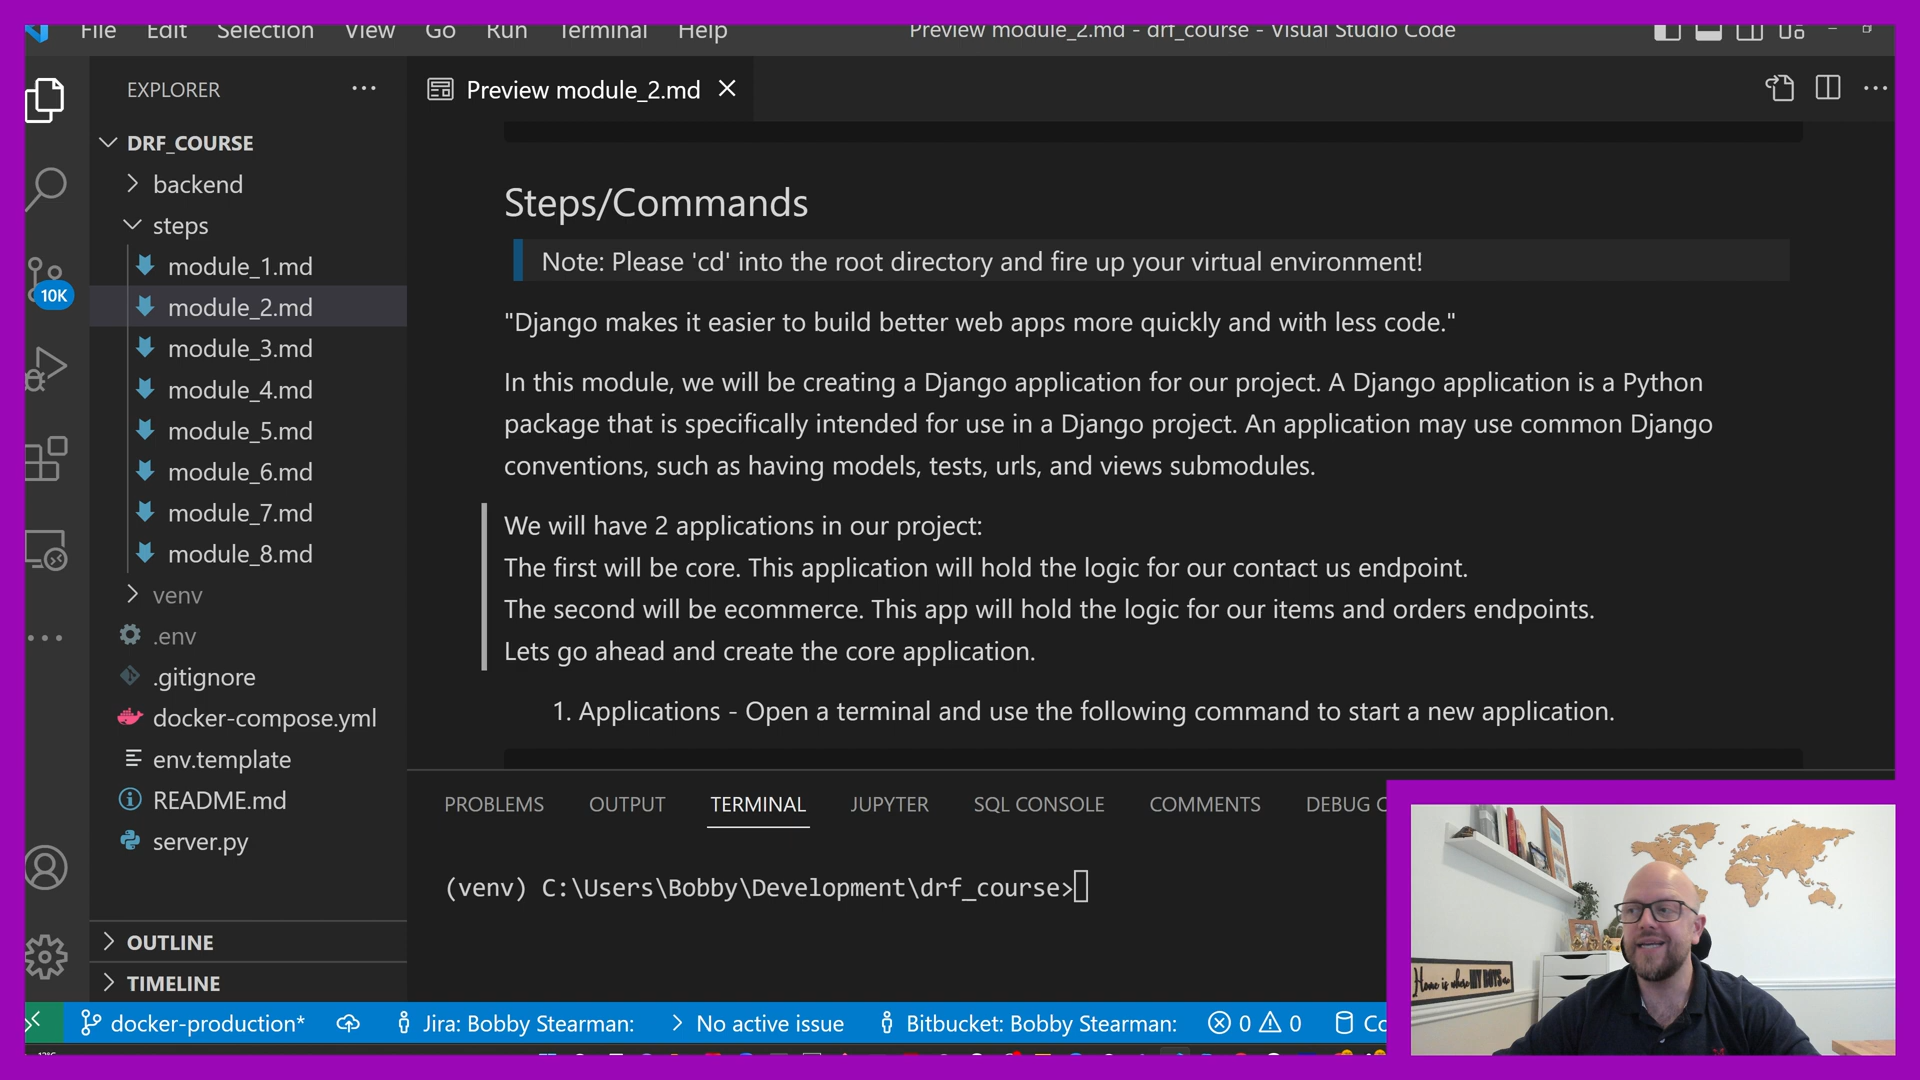 File Edit Selection View Go Run Terminal Help
Preview module_2.md - drf_course - Visual Studio Code
EXPLORER
Preview module_2.md
DRF_COURSE
backend
steps
module_1.md
module_2.md
module_3.md
module_4.md
module_5.md
module_6.md
module_7.md
module_8.md
venv
.env
.gitignore
docker-compose.yml
env.template
README.md
server.py
OUTLINE
TIMELINE
10K
Steps/Commands
Note: Please 'cd' into the root directory and fire up your virtual environment!
"Django makes it easier to build better web apps more quickly and with less code."
In this module, we will be creating a Django application for our project. A Django application is a Python
package that is specifically intended for use in a Django project. An application may use common Django
conventions, such as having models, tests, urls, and views submodules.
We will have 2 applications in our project:
The first will be core. This application will hold the logic for our contact us endpoint.
The second will be ecommerce. This app will hold the logic for our items and orders endpoints.
Lets go ahead and create the core application.
1. Applications - Open a terminal and use the following command to start a new application.
PROBLEMS OUTPUT TERMINAL JUPYTER SQL CONSOLE COMMENTS DEBUG C
(venv) C:\Users\Bobby\Development\drf_course>
Home is where MY BOYS are
docker-production* Jira: Bobby Stearman: No active issue Bitbucket: Bobby Stearman: 0 0 Co